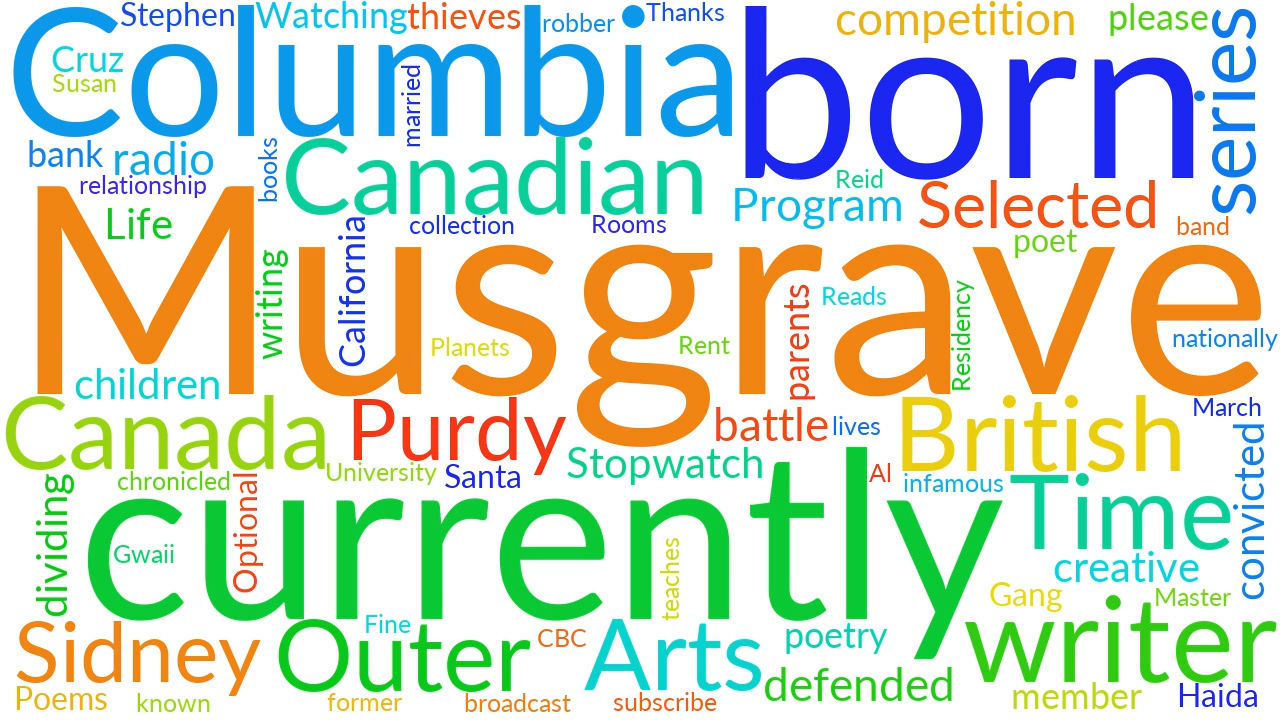 Stephen Watching thieves robber Thanks competition please
Columbia born series
Cruz
Susan
married
bank radio books Canadian
relationship
Reid
Program Selected
Life collection Rooms poet band
Musgrave
writing California
Planets Rent parents Reads Residency nationally
children
March
Canada Purdy battle lives British
Stopwatch
chronicled University Santa Al infamous
dividing Optional currently Time convicted
Gwaii teaches creative
Gang Master
Sidney Outer Fine CBC Arts poetry writer
defended
Poems known former broadcast subscribe member Haida